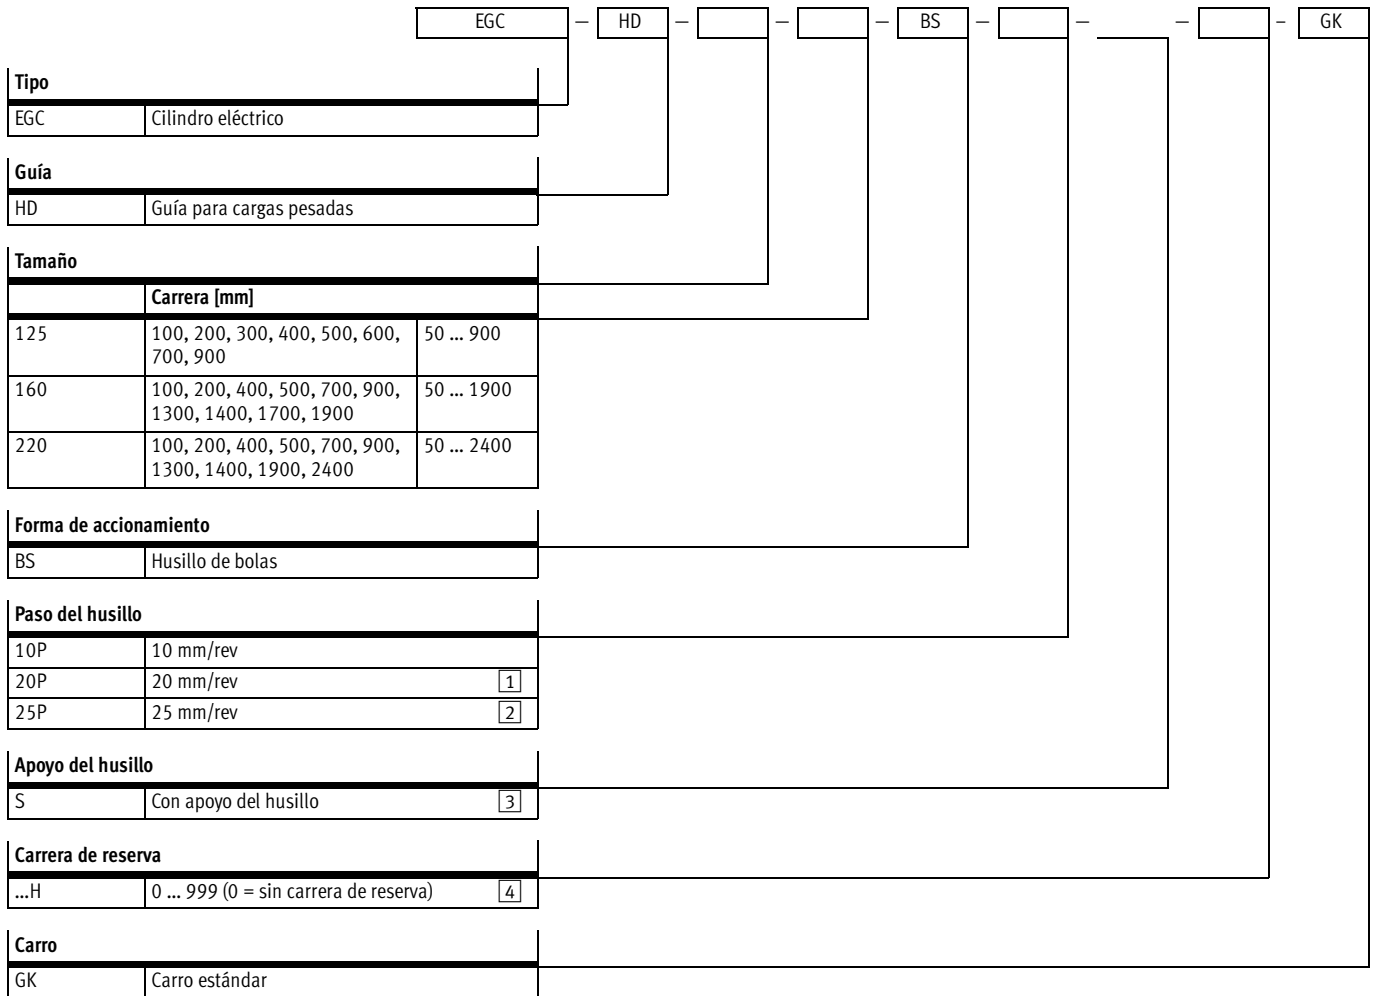 EGC – HD – – – BS – – – – GK
Tipo
EGC Cilindro eléctrico
Guía
HD Guía para cargas pesadas
Tamaño
Carrera [mm]
125 100, 200, 300, 400, 500, 600, 50 ... 900
700, 900
160 100, 200, 400, 500, 700, 900, 50 ... 1900
1300, 1400, 1700, 1900
220 100, 200, 400, 500, 700, 900, 50 ... 2400
1300, 1400, 1900, 2400
Forma de accionamiento
BS Husillo de bolas
Paso del husillo
10P 10 mm/rev
20P 20 mm/rev 1
25P 25 mm/rev 2
Apoyo del husillo
S Con apoyo del husillo 3
Carrera de reserva
...H 0 ... 999 (0 = sin carrera de reserva) 4
Carro
GK Carro estándar